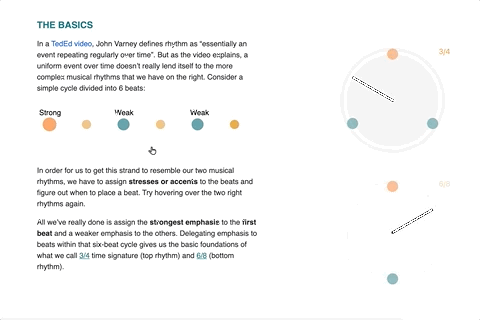 THE BASICS
In a TedEd video, John Varney defines rhythm as “essentially an
event repeating regularly over time”. But as the video explains, a
uniform event over time doesn’t really lend itself to the more
complex musical rhythms that we have on the right. Consider a
simple cycle divided into 6 beats:
3/4
Strong Weak Weak
In order for us to get this strand to resemble our two musical
rhythms, we have to assign stresses or accents to the beats and
figure out when to place a beat. Try hovering over the two right
rhythms again.
6/8
All we’ve really done is assign the strongest emphasis to the first
beat and a weaker emphasis to the others. Delegating emphasis to
beats within that six-beat cycle gives us the basic foundations of
what we call 3/4 time signature (top rhythm) and 6/8 (bottom
rhythm).